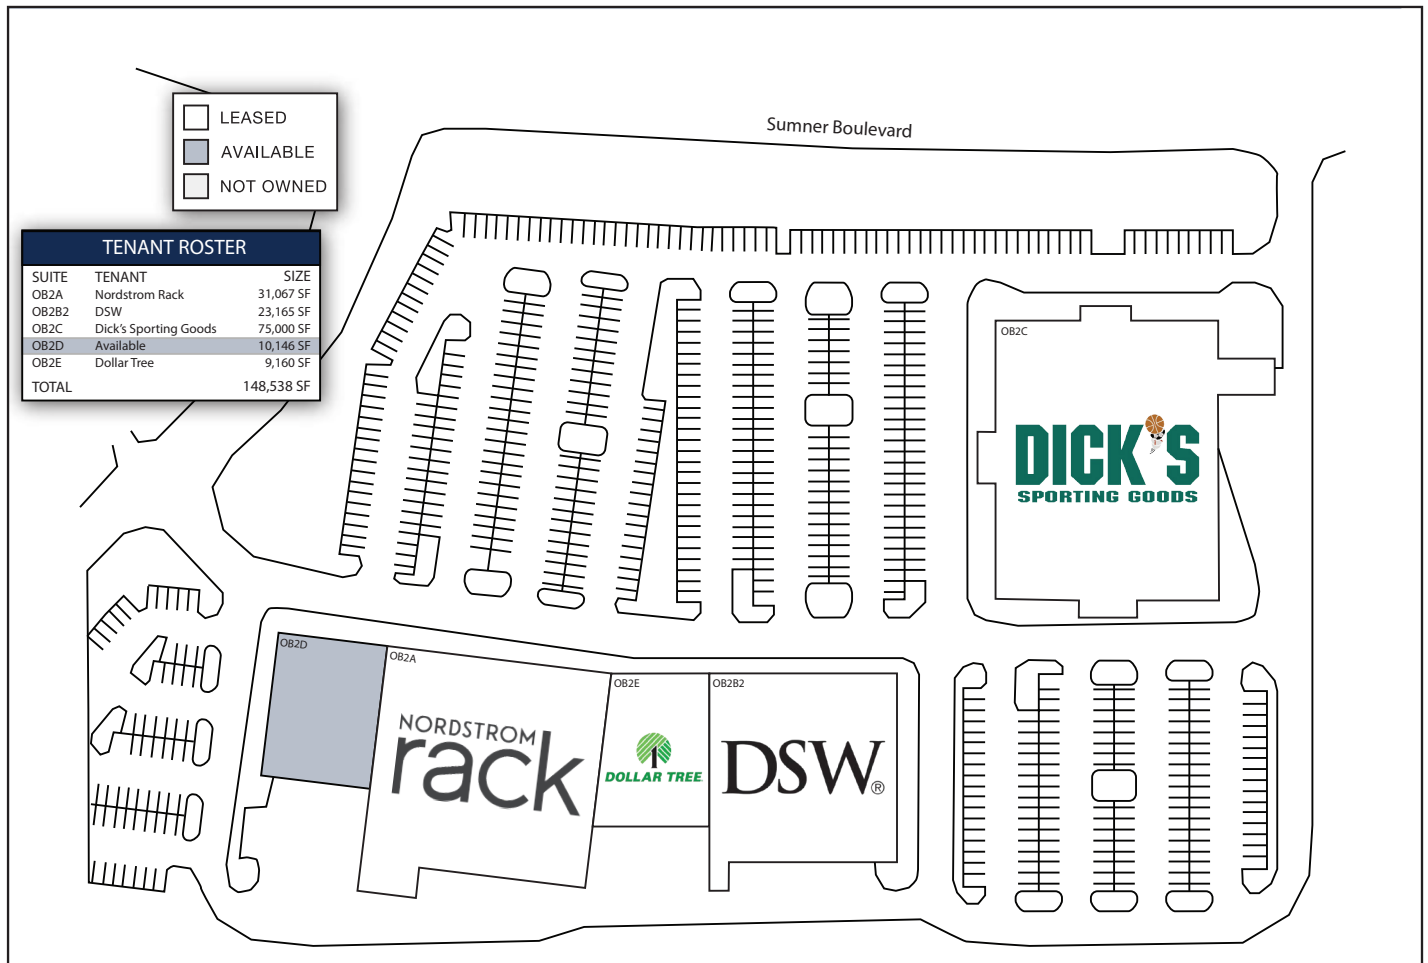 Sumner Boulevard
LEASED
AVAILABLE
NOT OWNED
TENANT ROSTER
SUITE TENANT SIZE
OB2A Nordstrom Rack 31,067 SF
OB2B2 DSW 23,165 SF
OB2C Dick's Sporting Goods 75,000 SF
OB2D Available 10,146 SF
OB2E Dollar Tree 9,160 SF
TOTAL 148,538 SF
OB2C
DICK'S
SPORTING GOODS
OB2D
OB2A
NORDSTROM
rack
OB2E
DOLLAR TREE
OB2B2
DSW®